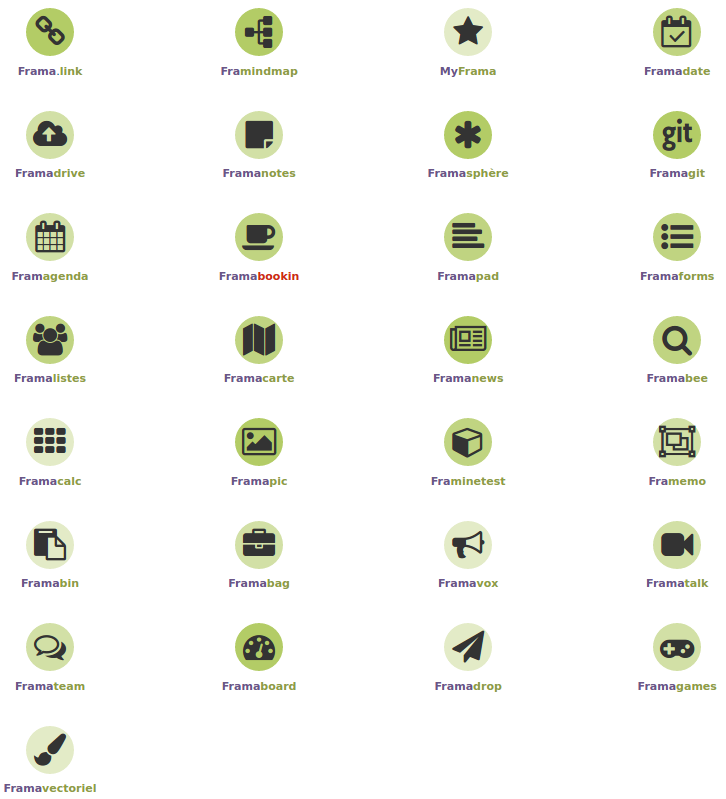 Frama.link
Framindmap
MyFrama
Framadate
Framadrive
Framanotes
Framasphère
git
Framagit
Framagenda
Framabookin
Framapad
Framaforms
Framalistes
Framacarte
Framanews
Framabee
Framacalc
Framapic
Framinetest
Framemo
Framabin
Framabag
Framavox
Framatalk
Framateam
Framaboard
Framadrop
Framagames
Framavectoriel